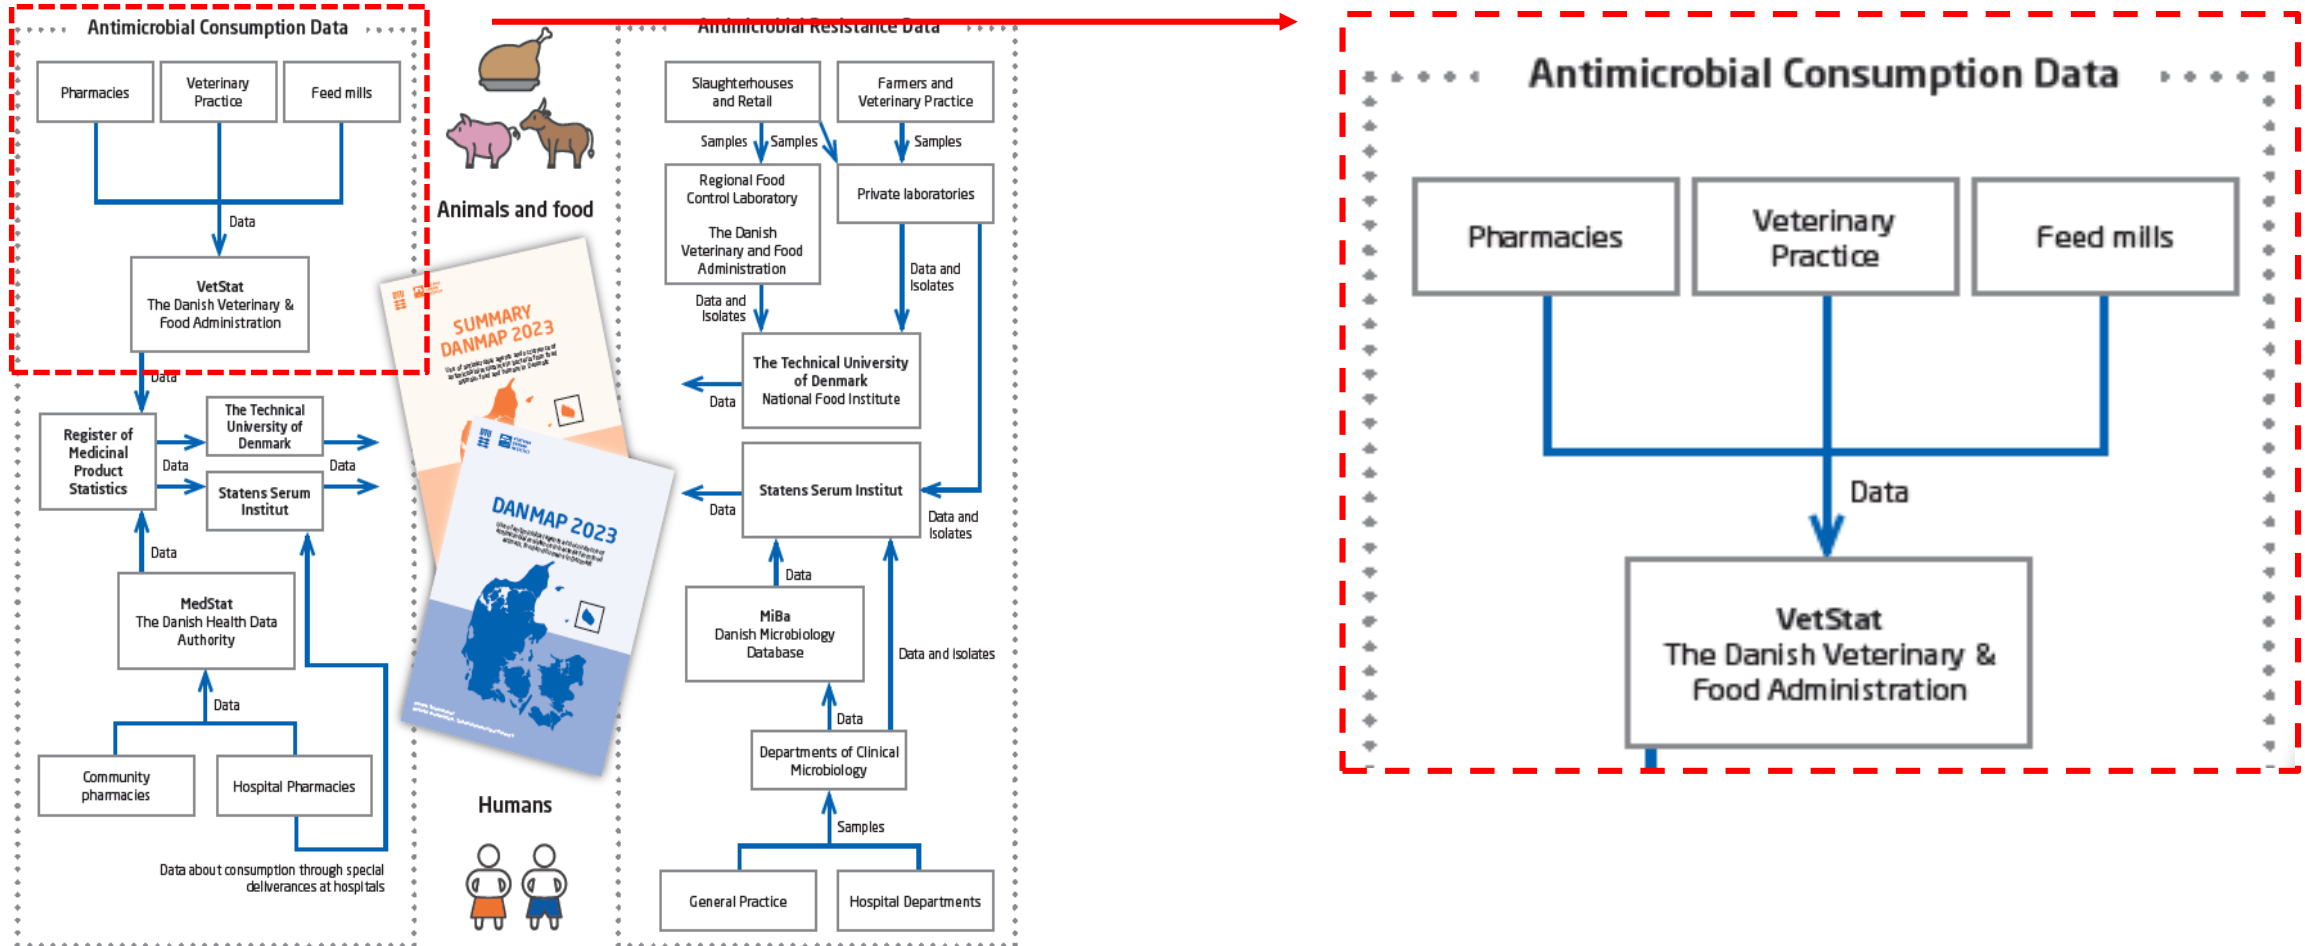 Antimicrobial Consumption Data
Pharmacies
Veterinary
Practice
Feed mills
Data
VetStat
The Danish Veterinary &
Food Administration
Data
Register of
Medicinal
Product
Statistics
The Technical
University of
Denmark
Data
Data
Statens Serum
Institut
Data
MedStat
The Danish Health Data
Authority
Data
Community
pharmacies
Hospital Pharmacies
Data about consumption through special
deliverances at hospitals
Animals and food
SUMMARY
DANMAP 2023
DANMAP 2023
Humans
Antimicrobial Resistance Data
Slaughterhouses
and Retail
Farmers and
Veterinary Practice
Samples
Samples
Samples
Regional Food
Control Laboratory
The Danish
Veterinary and Food
Administration
Private laboratories
Data and
Isolates
Data and
Isolates
The Technical University
of Denmark
National Food Institute
Data
Statens Serum Institut
Data
Data and
Isolates
Data
MiBa
Danish Microbiology
Database
Data and Isolates
Data
Departments of Clinical
Microbiology
Samples
General Practice
Hospital Departments
Antimicrobial Consumption Data
Pharmacies
Veterinary
Practice
Feed mills
Data
VetStat
The Danish Veterinary &
Food Administration